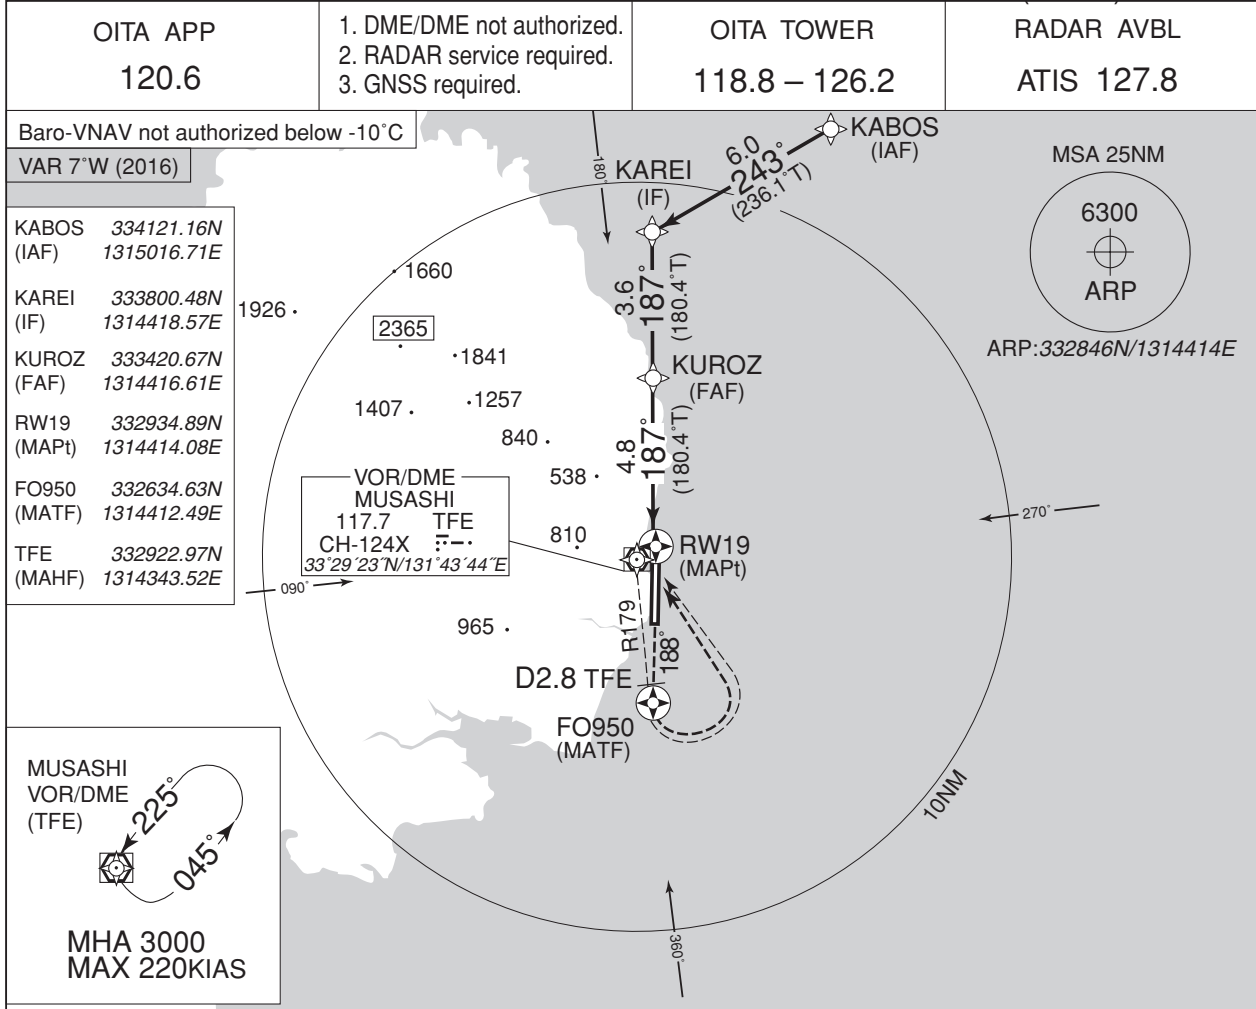 OITA APP
120.6
1. DME/DME not authorized.
2. RADAR service required.
3. GNSS required.
OITA TOWER
118.8 – 126.2
RADAR AVBL
ATIS 127.8
Baro-VNAV not authorized below -10˚C
VAR 7˚W (2016)
KABOS 334121.16N
(IAF) 1315016.71E
KAREI 333800.48N
(IF) 1314418.57E
KUROZ 333420.67N
(FAF) 1314416.61E
RW19 332934.89N
(MAPt) 1314414.08E
FO950 332634.63N
(MATF) 1314412.49E
TFE 332922.97N
(MAHF) 1314343.52E
KABOS
(IAF)
6.0
243˚
(236.1˚T)
180˚
KAREI
(IF)
MSA 25NM
6300
ARP
ARP:332846N/1314414E
1660
1926
2365
1841
1407
1257
840
538
810
965
3.6
187˚
(180.4˚T)
KUROZ
(FAF)
4.8
187˚
(180.4˚T)
VOR/DME
MUSASHI
117.7 TFE
CH-124X
33°29´23˝N/131°43´44˝E
RW19
(MAPt)
270˚
090˚
R179
188˚
D2.8 TFE
FO950
(MATF)
10NM
360˚
MUSASHI
VOR/DME
(TFE)
225˚
045˚
MHA 3000
MAX 220KIAS